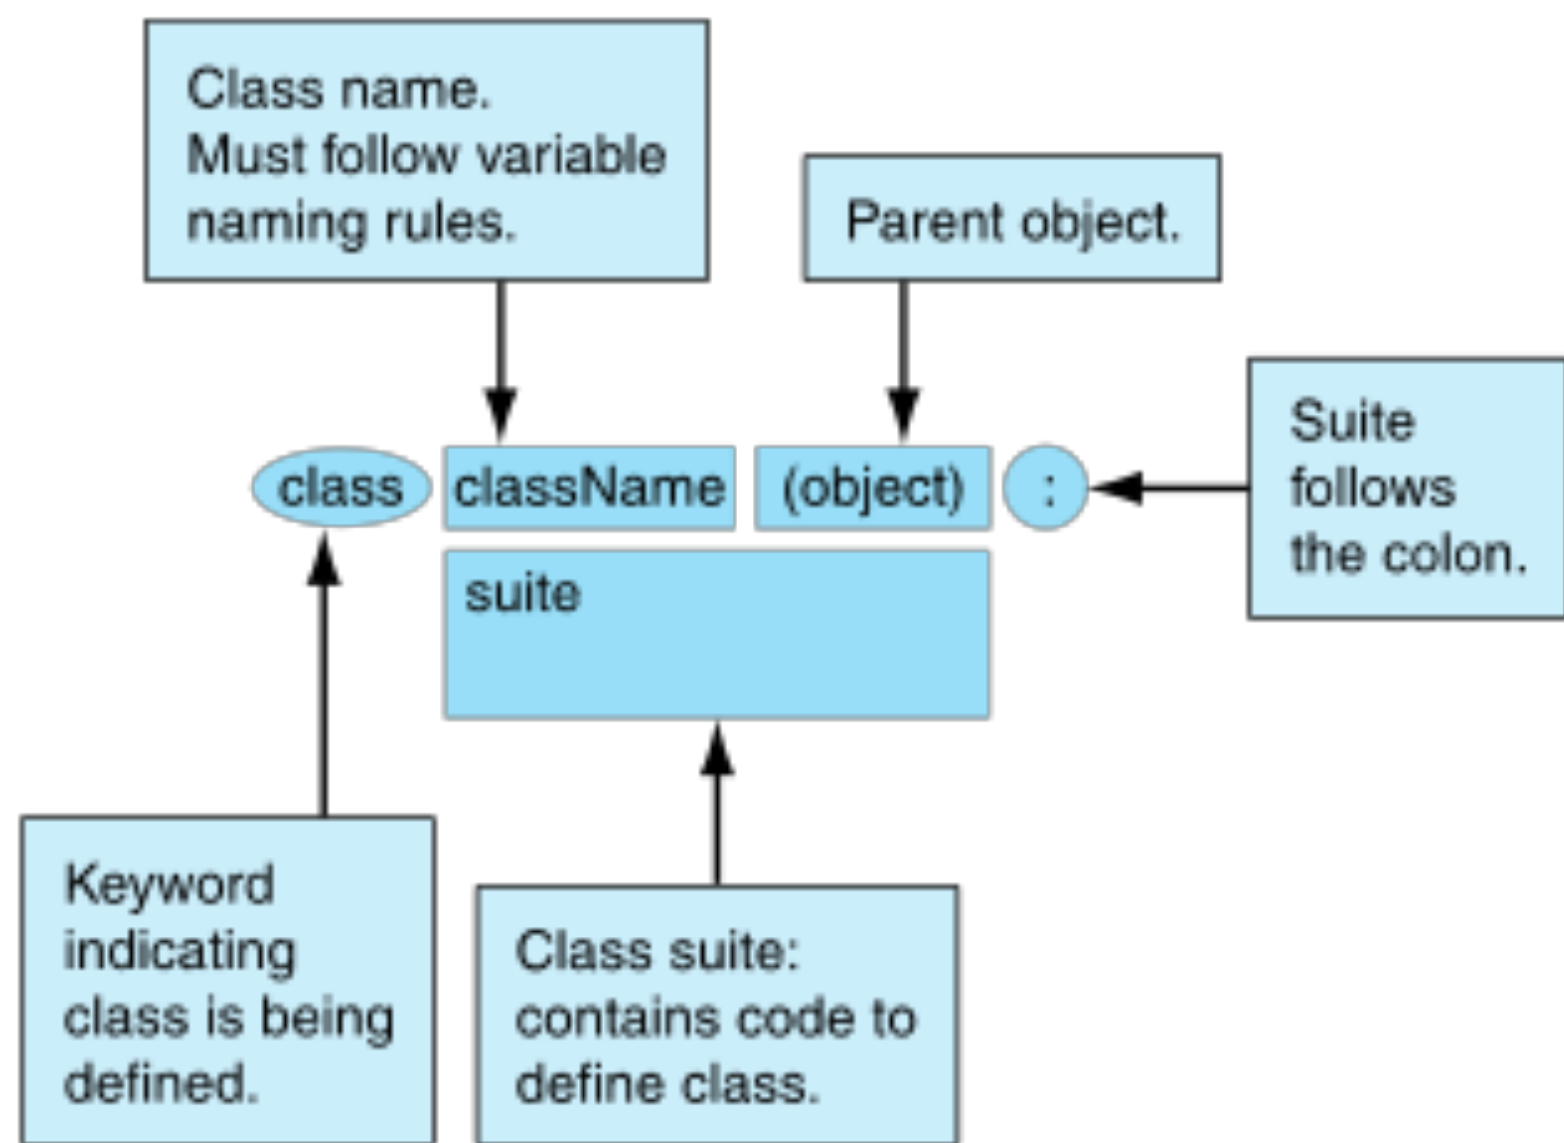 Class name.
Must follow variable
naming rules.
Parent object.
class className (object) :
Suite
follows
the colon.
suite
Keyword
indicating
class is being
defined.
Class suite:
contains code to
define class.